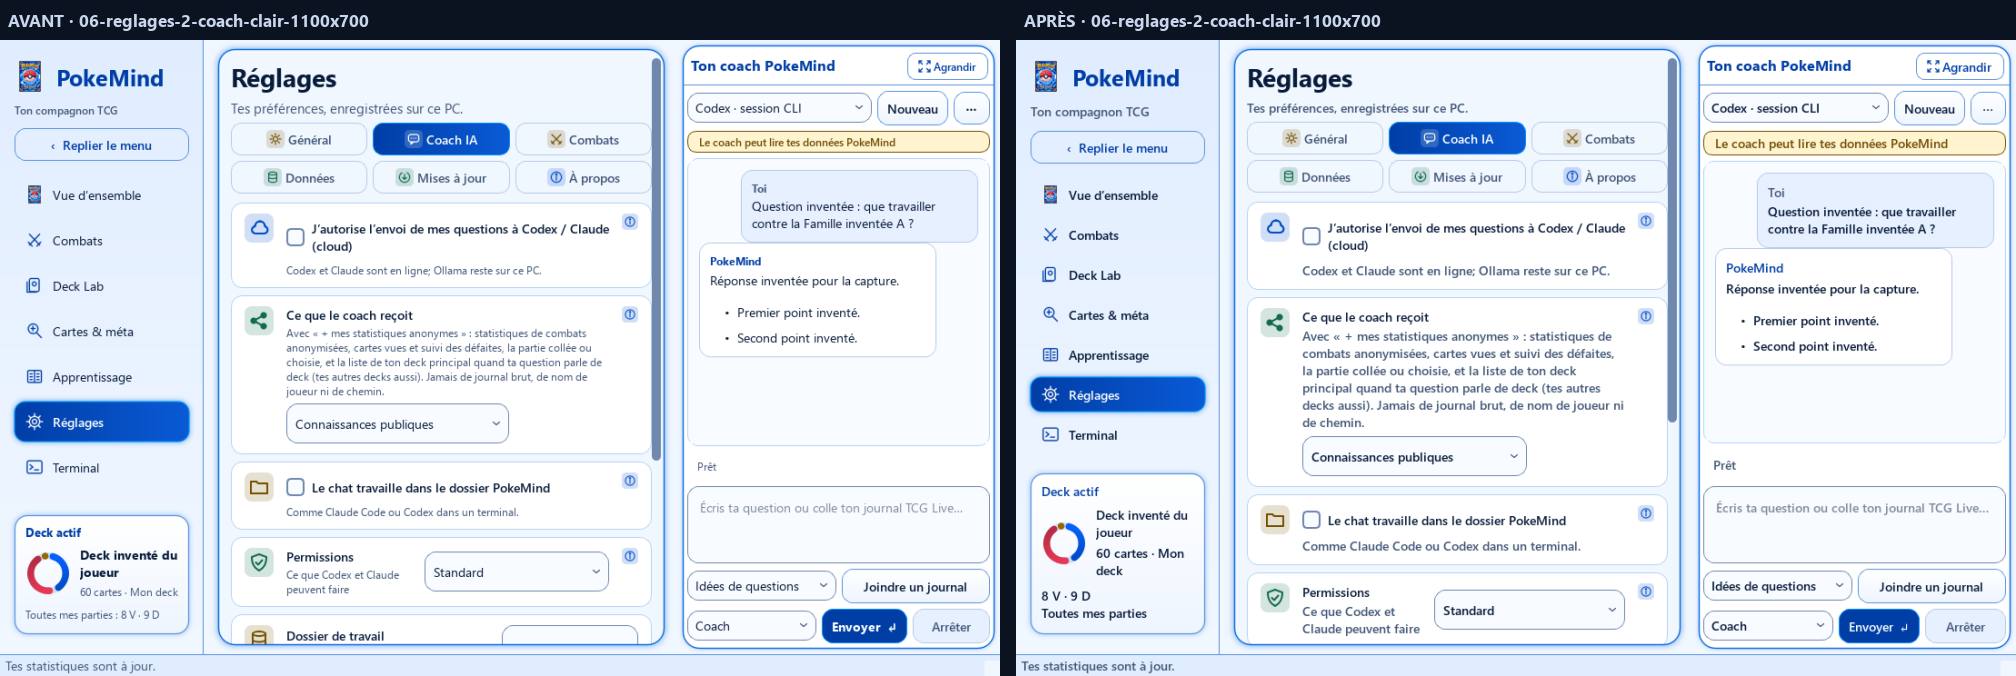 AVANT · 06-reglages-2-coach-clair-1100x700
PokeMind
Ton compagnon TCG
‹ Replier le menu
Vue d'ensemble
Combats
Deck Lab
Cartes & méta
Apprentissage
Réglages
Terminal
Deck actif
Deck inventé du
joueur
60 cartes · Mon deck
Toutes mes parties : 8 V · 9 D
Réglages
Tes préférences, enregistrées sur ce PC.
Général
Coach IA
Combats
Données
Mises à jour
À propos
J'autorise l'envoi de mes questions à Codex / Claude
(cloud)
Codex et Claude sont en ligne; Ollama reste sur ce PC.
Ce que le coach reçoit
Avec « + mes statistiques anonymes » : statistiques de combats
anonymisées, cartes vues et suivi des défaites, la partie collée ou
choisie, et la liste de ton deck principal quand ta question parle de
deck (tes autres decks aussi). Jamais de journal brut, de nom de
joueur ni de chemin.
Connaissances publiques
Le chat travaille dans le dossier PokeMind
Comme Claude Code ou Codex dans un terminal.
Permissions
Ce que Codex et Claude
peuvent faire
Standard
Dossier de travail
Ton coach PokeMind
Agrandir
Codex · session CLI
Nouveau
...
Le coach peut lire tes données PokeMind
Toi
Question inventée : que travailler
contre la Famille inventée A ?
PokeMind
Réponse inventée pour la capture.
• Premier point inventé.
• Second point inventé.
Prêt
Écris ta question ou colle ton journal TCG Live...
Idées de questions
Joindre un journal
Coach
Envoyer ↲
Arrêter
Tes statistiques sont à jour.
APRÈS · 06-reglages-2-coach-clair-1100x700
PokeMind
Ton compagnon TCG
‹ Replier le menu
Vue d'ensemble
Combats
Deck Lab
Cartes & méta
Apprentissage
Réglages
Terminal
Deck actif
Deck inventé du
joueur
60 cartes · Mon
deck
8 V · 9 D
Toutes mes parties
Réglages
Tes préférences, enregistrées sur ce PC.
Général
Coach IA
Combats
Données
Mises à jour
À propos
J'autorise l'envoi de mes questions à Codex / Claude
(cloud)
Codex et Claude sont en ligne; Ollama reste sur ce PC.
Ce que le coach reçoit
Avec « + mes statistiques anonymes » : statistiques de
combats anonymisées, cartes vues et suivi des défaites,
la partie collée ou choisie, et la liste de ton deck
principal quand ta question parle de deck (tes autres
decks aussi). Jamais de journal brut, de nom de joueur ni
de chemin.
Connaissances publiques
Le chat travaille dans le dossier PokeMind
Comme Claude Code ou Codex dans un terminal.
Permissions
Ce que Codex et
Claude peuvent faire
Standard
Ton coach PokeMind
Agrandir
Codex · session CLI
Nouveau
...
Le coach peut lire tes données PokeMind
Toi
Question inventée : que travailler
contre la Famille inventée A ?
PokeMind
Réponse inventée pour la capture.
• Premier point inventé.
• Second point inventé.
Prêt
Écris ta question ou colle ton journal TCG Live...
Idées de questions
Joindre un journal
Coach
Envoyer ↲
Arrêter
Tes statistiques sont à jour.